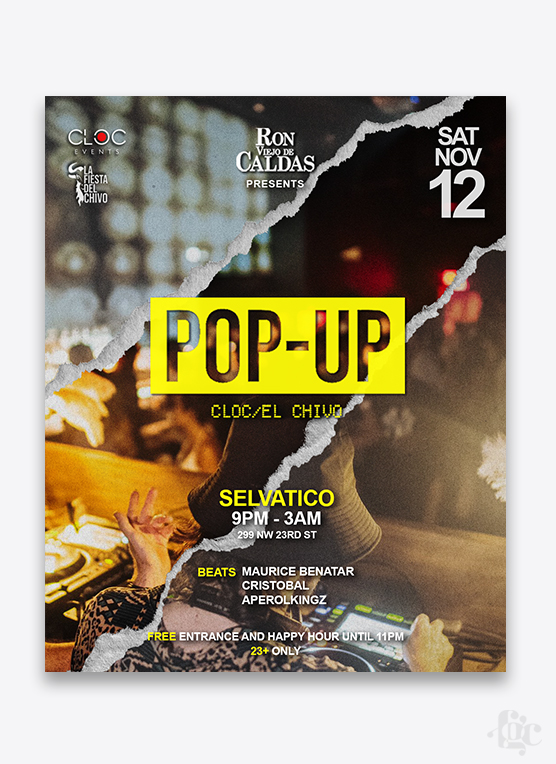 CLOC
EVENTS
LA
FIESTA
DEL
CHIVO
RON
VIEJO DE
CALDAS
PRESENTS
SAT
NOV
12
POP-UP
CLOC/EL CHIVO
SELVATICO
9PM - 3AM
299 NW 23RD ST
BEATS MAURICE BENATAR
CRISTOBAL
APEROLKINGZ
FREE ENTRANCE AND HAPPY HOUR UNTIL 11PM
23+ ONLY